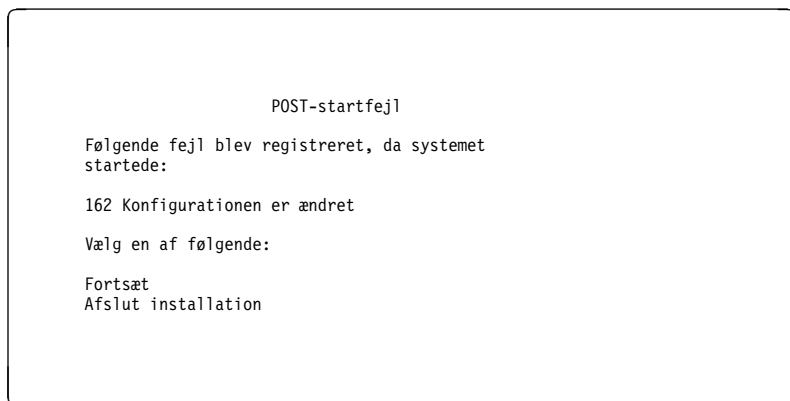 POST-startfejl
Følgende fejl blev registreret, da systemet
startede:
162 Konfigurationen er ændret
Vælg en af følgende:
Fortsæt
Afslut installation